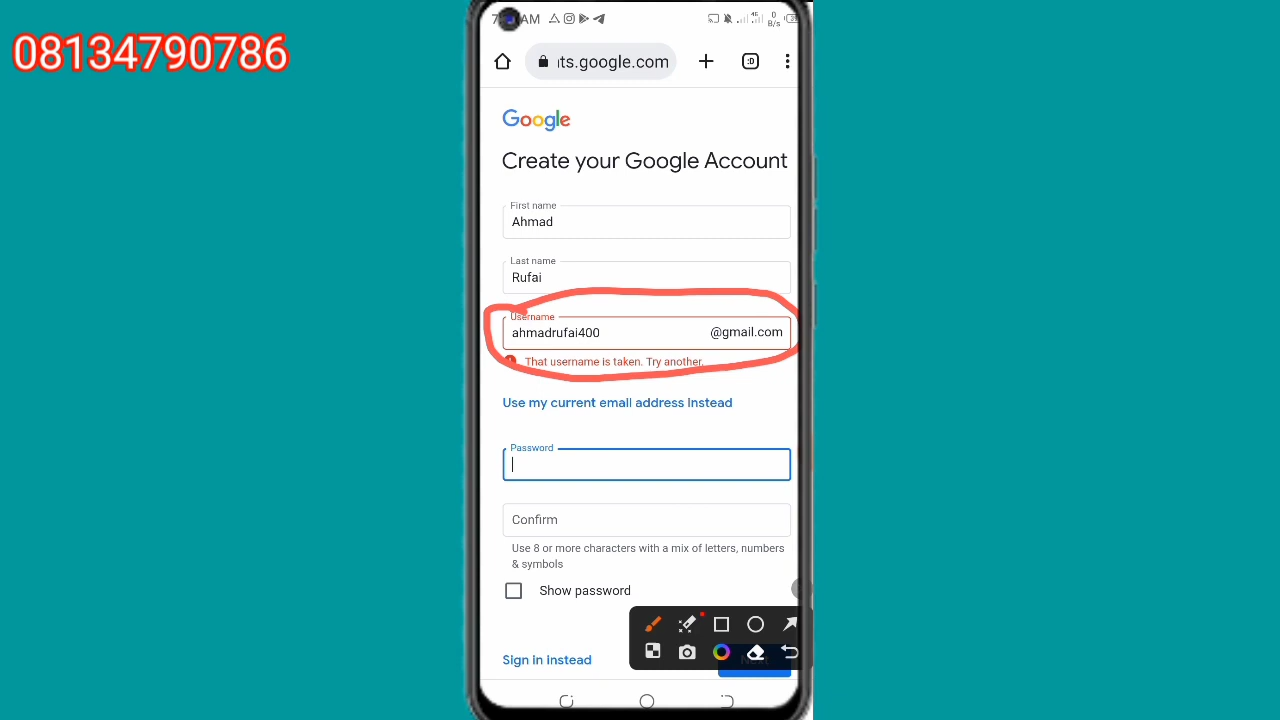 08134790786
AM
0
B/s
ts.google.com
:D
Google
Create your Google Account
First name
Ahmad
Last name
Rufai
Username
ahmadrufai400 @gmail.com
That username is taken. Try another.
Use my current email address instead
Password
Confirm
Use 8 or more characters with a mix of letters, numbers
& symbols
Show password
Sign in instead